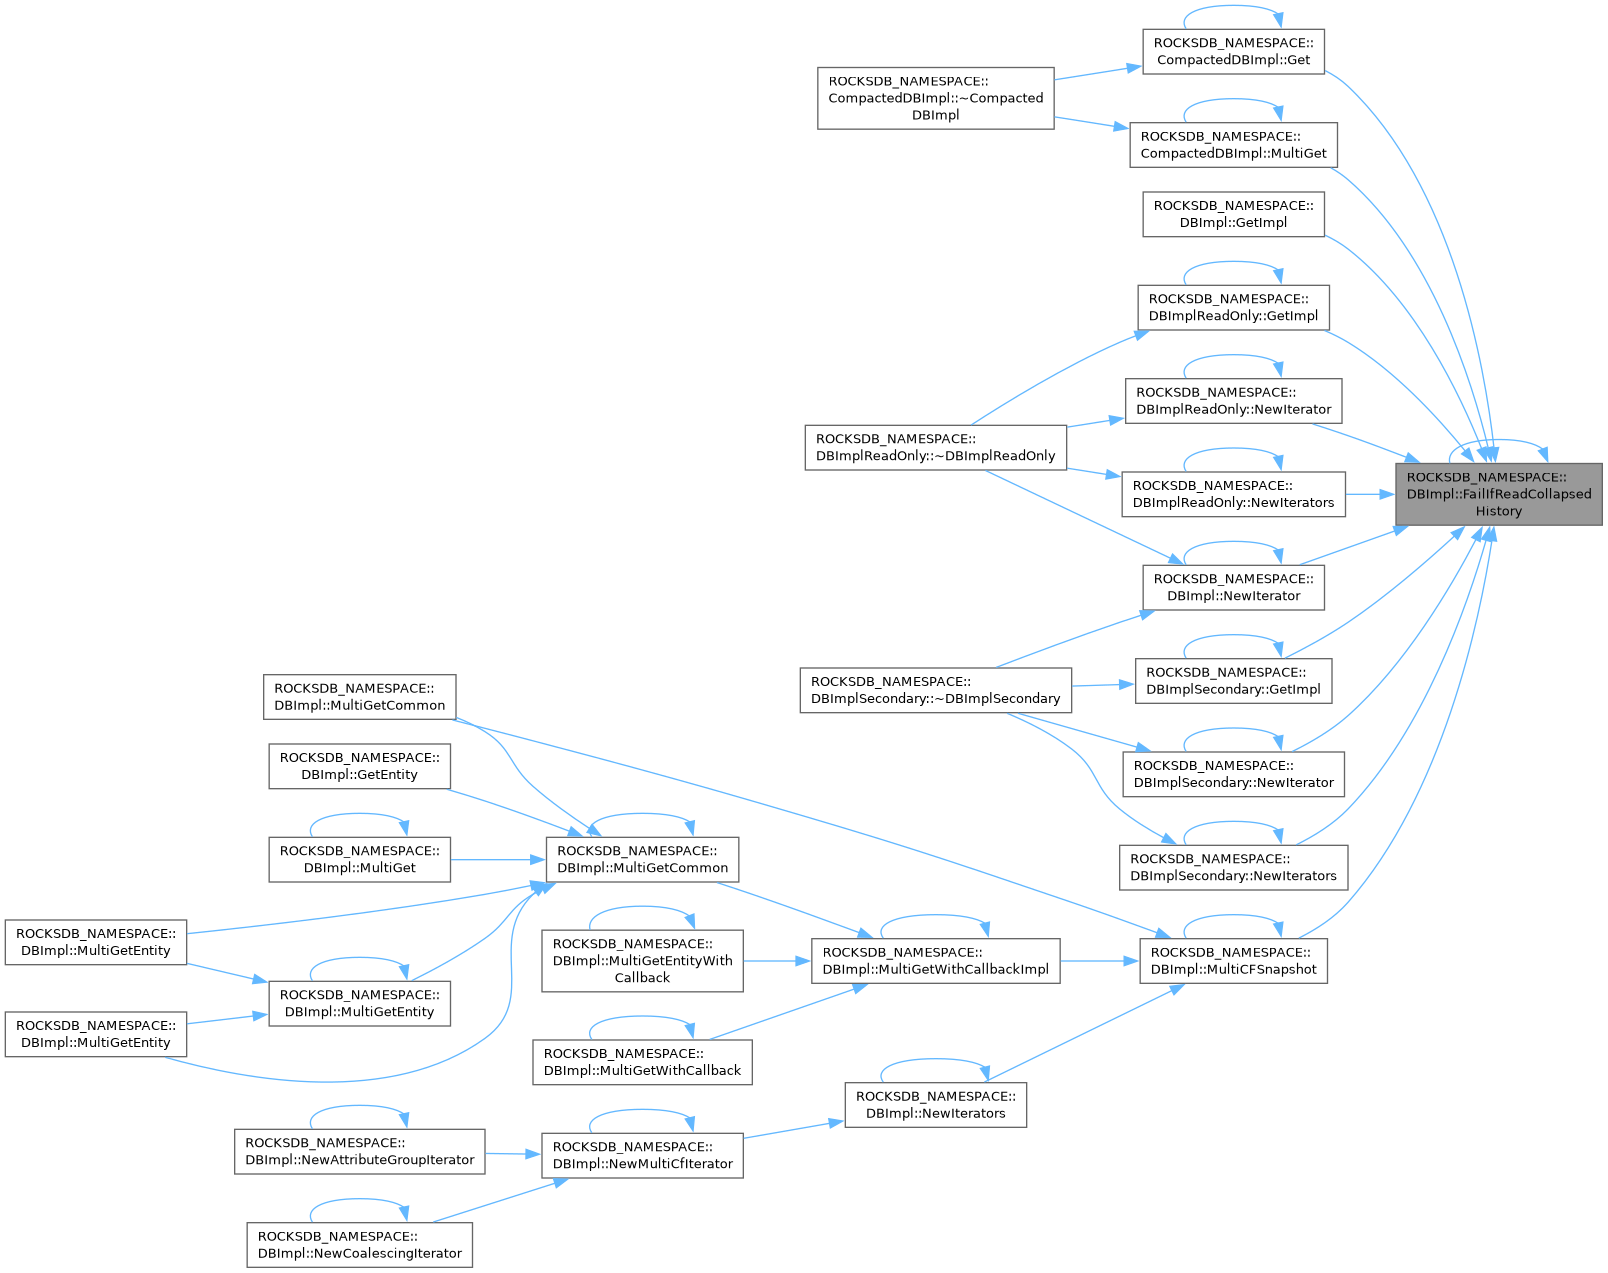 ROCKSDB_NAMESPACE::
CompactedDBImpl::Get
ROCKSDB_NAMESPACE::
CompactedDBImpl::~Compacted
DBImpl
ROCKSDB_NAMESPACE::
CompactedDBImpl::MultiGet
ROCKSDB_NAMESPACE::
DBImpl::GetImpl
ROCKSDB_NAMESPACE::
DBImplReadOnly::GetImpl
ROCKSDB_NAMESPACE::
DBImplReadOnly::NewIterator
ROCKSDB_NAMESPACE::
DBImplReadOnly::~DBImplReadOnly
ROCKSDB_NAMESPACE::
DBImplReadOnly::NewIterators
ROCKSDB_NAMESPACE::
DBImpl::FailIfReadCollapsed
History
ROCKSDB_NAMESPACE::
DBImpl::NewIterator
ROCKSDB_NAMESPACE::
DBImplSecondary::GetImpl
ROCKSDB_NAMESPACE::
DBImplSecondary::~DBImplSecondary
ROCKSDB_NAMESPACE::
DBImpl::MultiGetCommon
ROCKSDB_NAMESPACE::
DBImpl::GetEntity
ROCKSDB_NAMESPACE::
DBImplSecondary::NewIterator
ROCKSDB_NAMESPACE::
DBImpl::MultiGet
ROCKSDB_NAMESPACE::
DBImpl::MultiGetCommon
ROCKSDB_NAMESPACE::
DBImplSecondary::NewIterators
ROCKSDB_NAMESPACE::
DBImpl::MultiGetEntity
ROCKSDB_NAMESPACE::
DBImpl::MultiGetEntityWith
Callback
ROCKSDB_NAMESPACE::
DBImpl::MultiGetWithCallbackImpl
ROCKSDB_NAMESPACE::
DBImpl::MultiCFSnapshot
ROCKSDB_NAMESPACE::
DBImpl::MultiGetEntity
ROCKSDB_NAMESPACE::
DBImpl::MultiGetEntity
ROCKSDB_NAMESPACE::
DBImpl::MultiGetWithCallback
ROCKSDB_NAMESPACE::
DBImpl::NewIterators
ROCKSDB_NAMESPACE::
DBImpl::NewAttributeGroupIterator
ROCKSDB_NAMESPACE::
DBImpl::NewMultiCfIterator
ROCKSDB_NAMESPACE::
DBImpl::NewCoalescingIterator